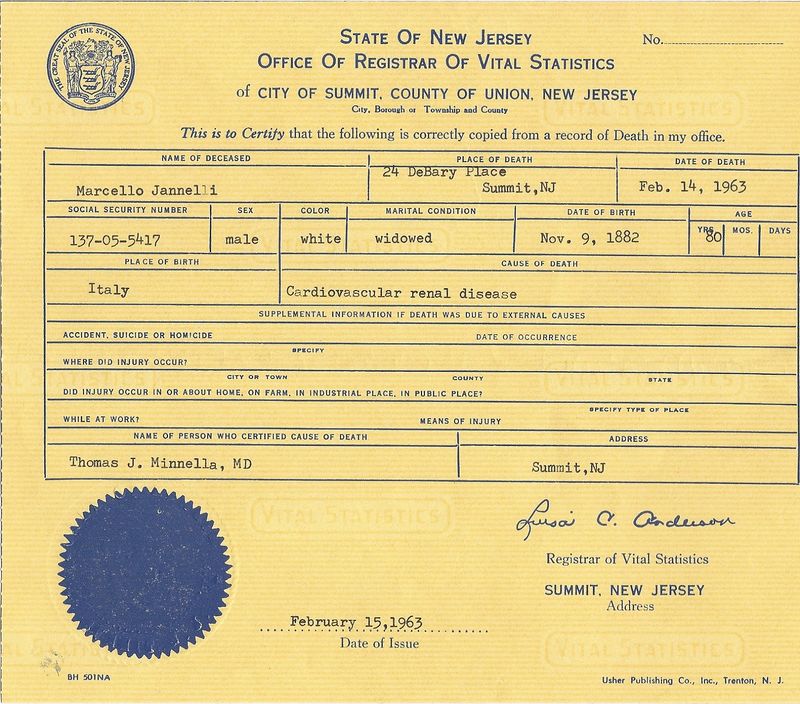 THE GREAT SEAL OF THE STATE OF NEW JERSEY
STATE OF NEW JERSEY
No.
OFFICE OF REGISTRAR OF VITAL STATISTICS
of CITY OF SUMMIT, COUNTY OF UNION, NEW JERSEY
City, Borough or Township and County
This is to Certify that the following is correctly copied from a record of Death in my office.
NAME OF DECEASED PLACE OF DEATH DATE OF DEATH
24 DeBary Place
Marcello Jannelli Summit,NJ Feb. 14, 1963
SOCIAL SECURITY NUMBER SEX COLOR MARITAL CONDITION DATE OF BIRTH AGE
YRS. MOS. DAYS
137-05-5417 male white widowed Nov. 9, 1882 80
PLACE OF BIRTH CAUSE OF DEATH
Italy Cardiovascular renal disease
SUPPLEMENTAL INFORMATION IF DEATH WAS DUE TO EXTERNAL CAUSES
ACCIDENT, SUICIDE OR HOMICIDE DATE OF OCCURRENCE
SPECIFY
WHERE DID INJURY OCCUR?
CITY OR TOWN COUNTY STATE
DID INJURY OCCUR IN OR ABOUT HOME, ON FARM, IN INDUSTRIAL PLACE, IN PUBLIC PLACE?
SPECIFY TYPE OF PLACE
WHILE AT WORK? MEANS OF INJURY
NAME OF PERSON WHO CERTIFIED CAUSE OF DEATH ADDRESS
Thomas J. Minnella, MD Summit,NJ
VITAL STATISTICS
Luisa C. Anderson
Registrar of Vital Statistics
SUMMIT, NEW JERSEY
Address
February 15,1963
Date of Issue
VITAL STATISTICS
BH 501NA
Usher Publishing Co., Inc., Trenton, N. J.